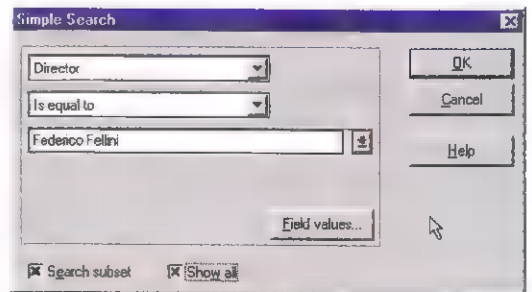 Simple Search
Director
OK
Is equal to
Cancel
Federico Fellini
Help
Field values...
Search subset
Show all